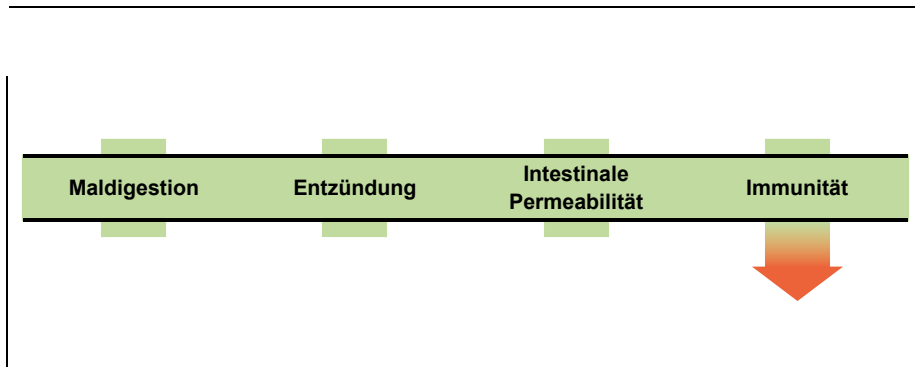 Maldigestion
Entzündung
Intestinale
Permeabilität
Immunität